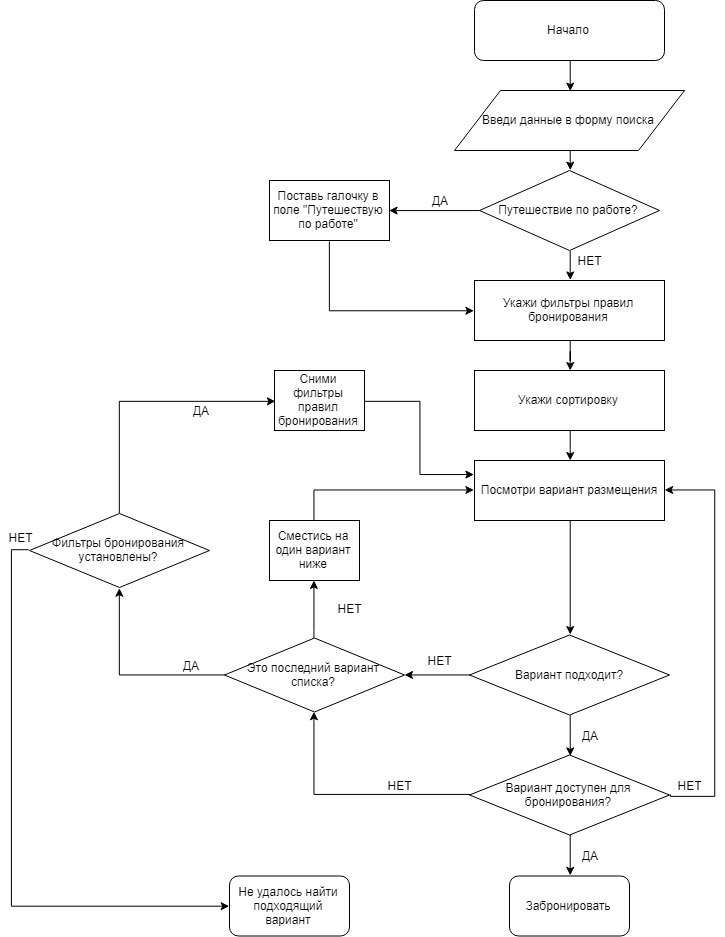 Начало
Введи данные в форму поиска
Путешествие по работе?
ДА
Поставь галочку в
поле "Путешествую
по работе"
НЕТ
Укажи фильтры правил
бронирования
Сними
фильтры
правил
бронирования
ДА
Укажи сортировку
Посмотри вариант размещения
НЕТ
Фильтры бронирования
установлены?
Сместись на
один вариант
ниже
НЕТ
ДА
Это последний вариант
списка?
НЕТ
Вариант подходит?
ДА
НЕТ
Вариант доступен для
бронирования?
НЕТ
ДА
Не удалось найти
подходящий
вариант
Забронировать